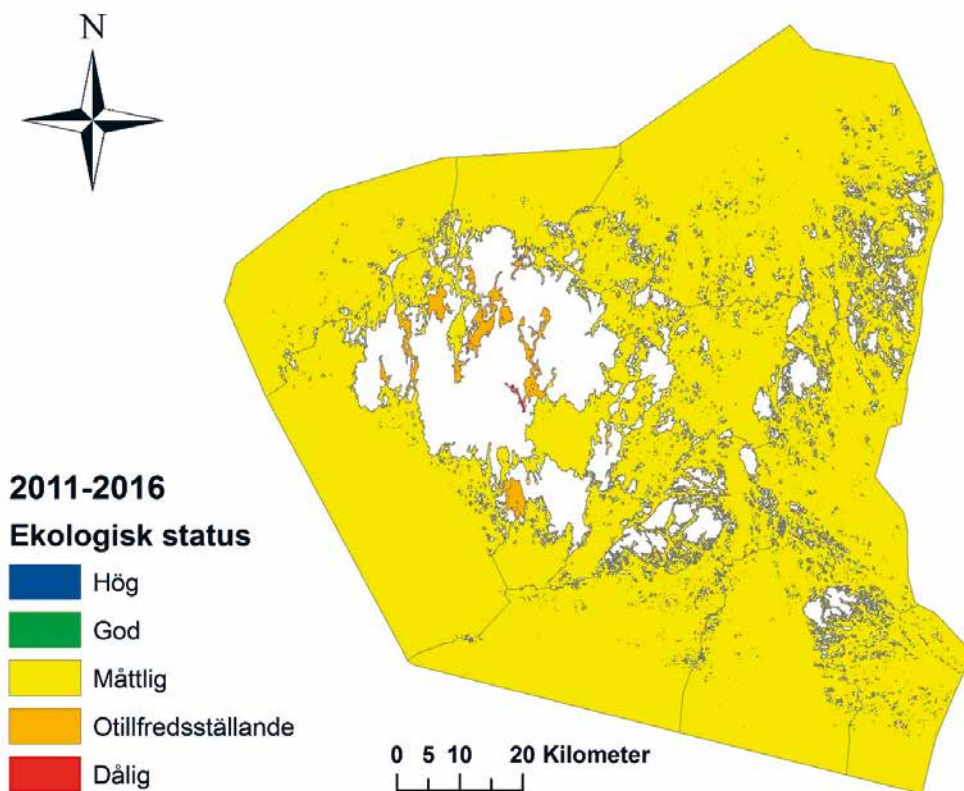 N
2011-2016
Ekologisk status
Hög
God
Måttlig
Otillfredsställande
Dålig
0 5 10 20 Kilometer